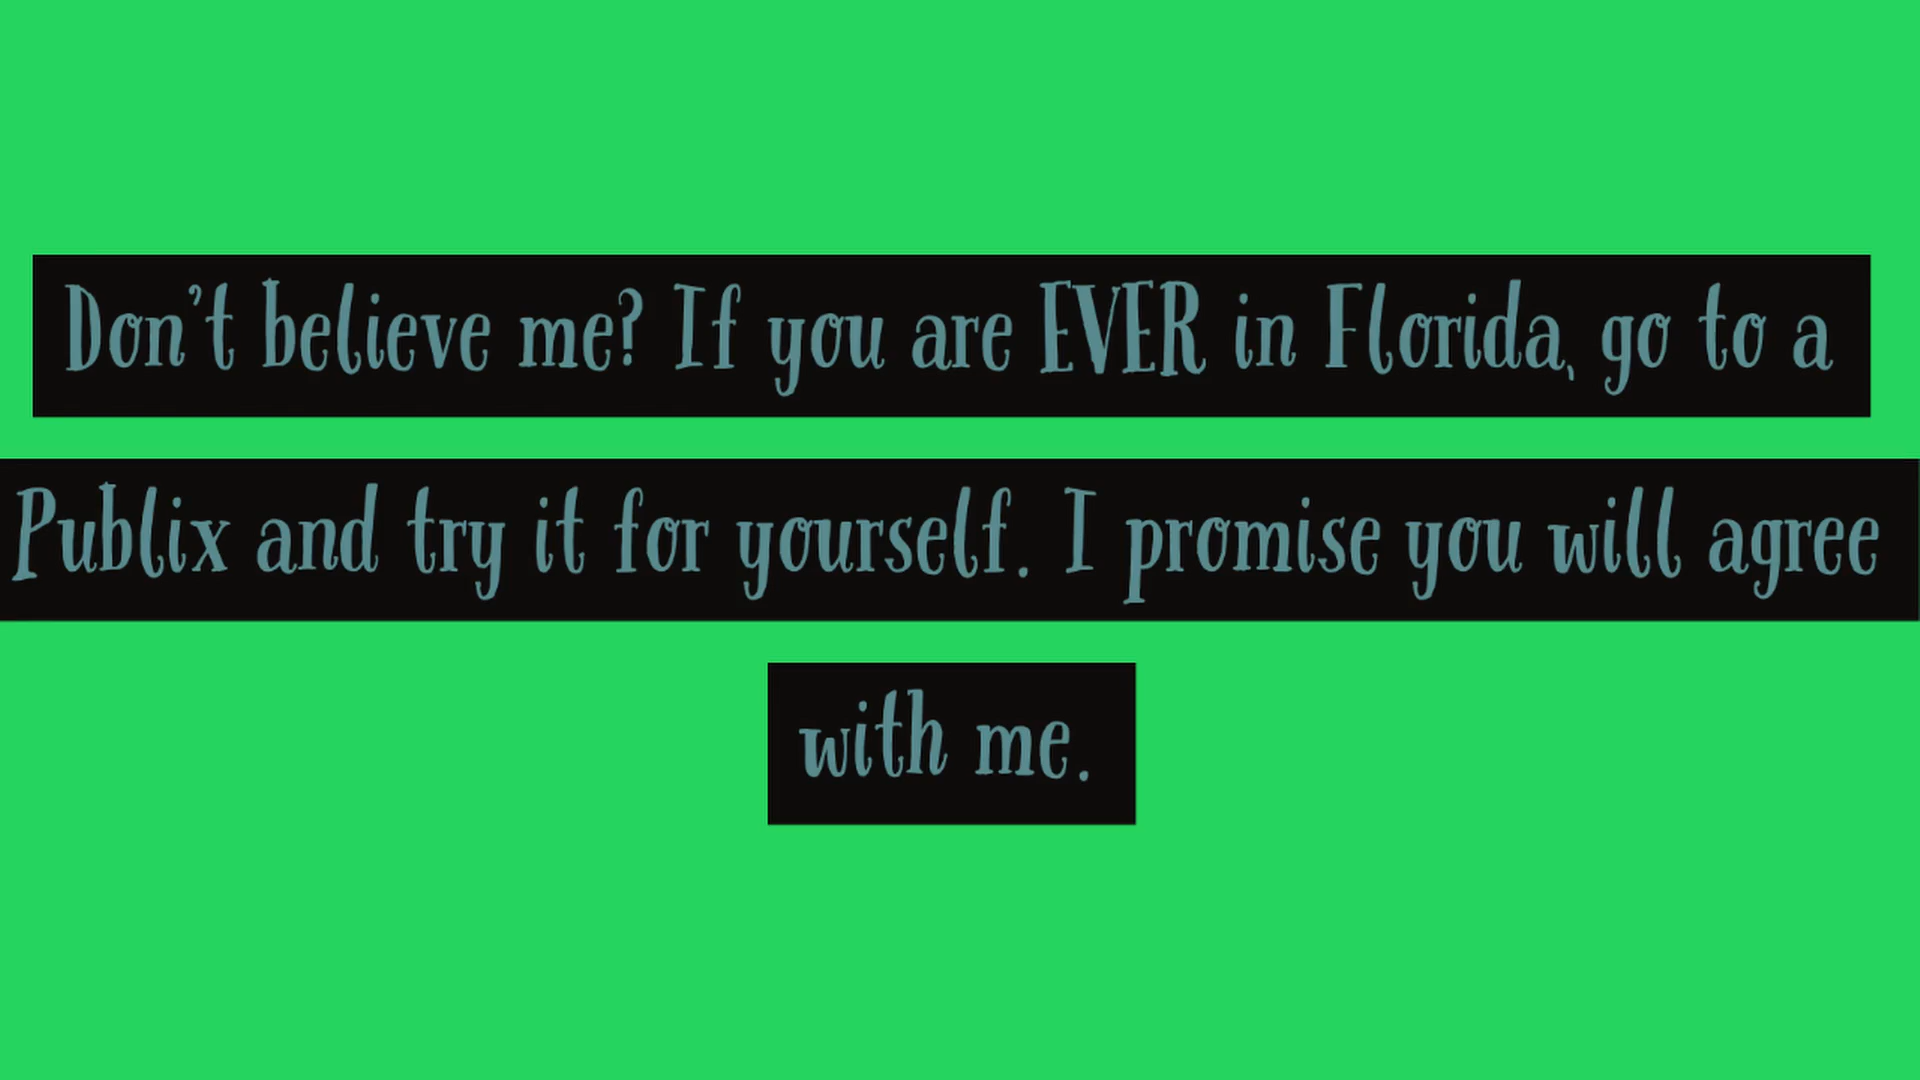 Don't believe me? If you are EVER in Florida, go to a
Publix and try it for yourself. I promise you will agree
with me.